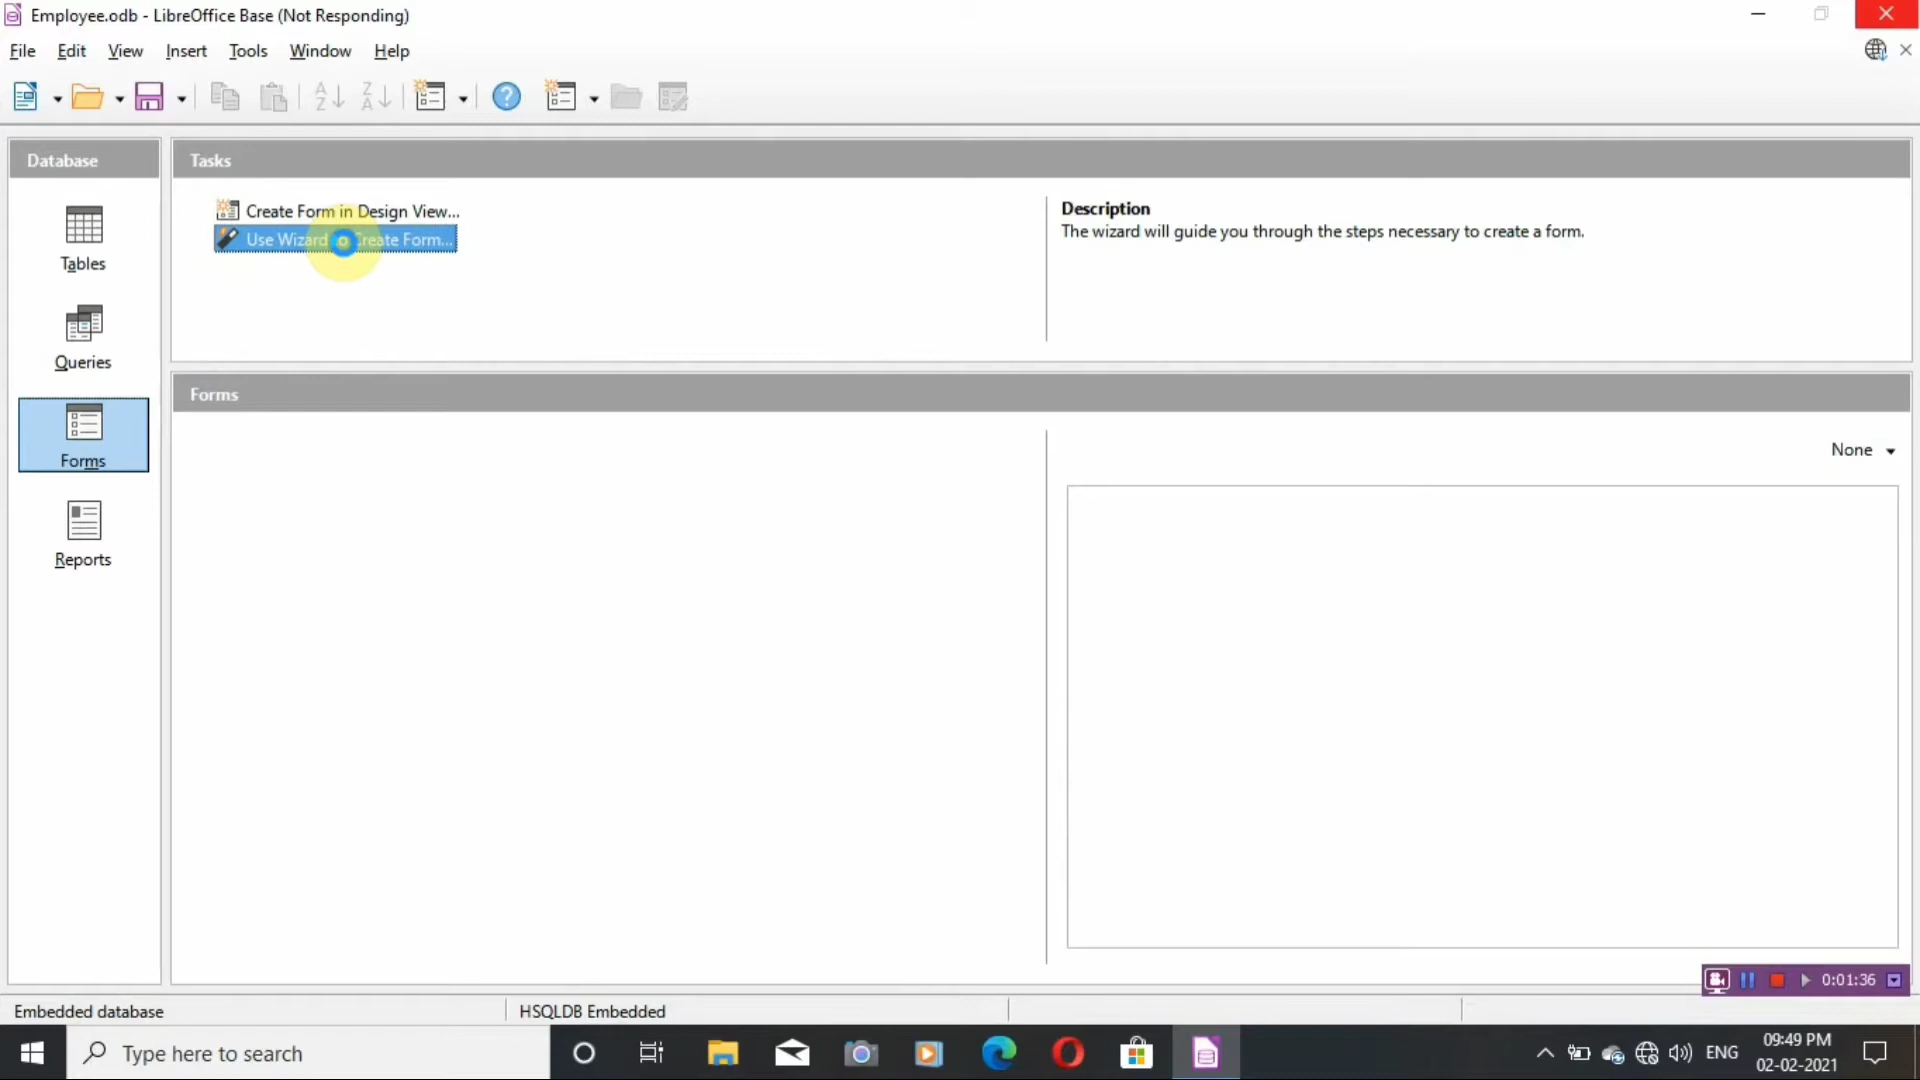 Employee.odb - LibreOffice Base (Not Responding)
File Edit View Insert Tools Window Help
Database
Tasks
Create Form in Design View...
Use Wizard to Create Form...
Description
The wizard will guide you through the steps necessary to create a form.
Tables
Queries
Forms
Reports
Forms
None
0:01:36
Embedded database
HSQLDB Embedded
Type here to search
ENG
09:49 PM
02-02-2021